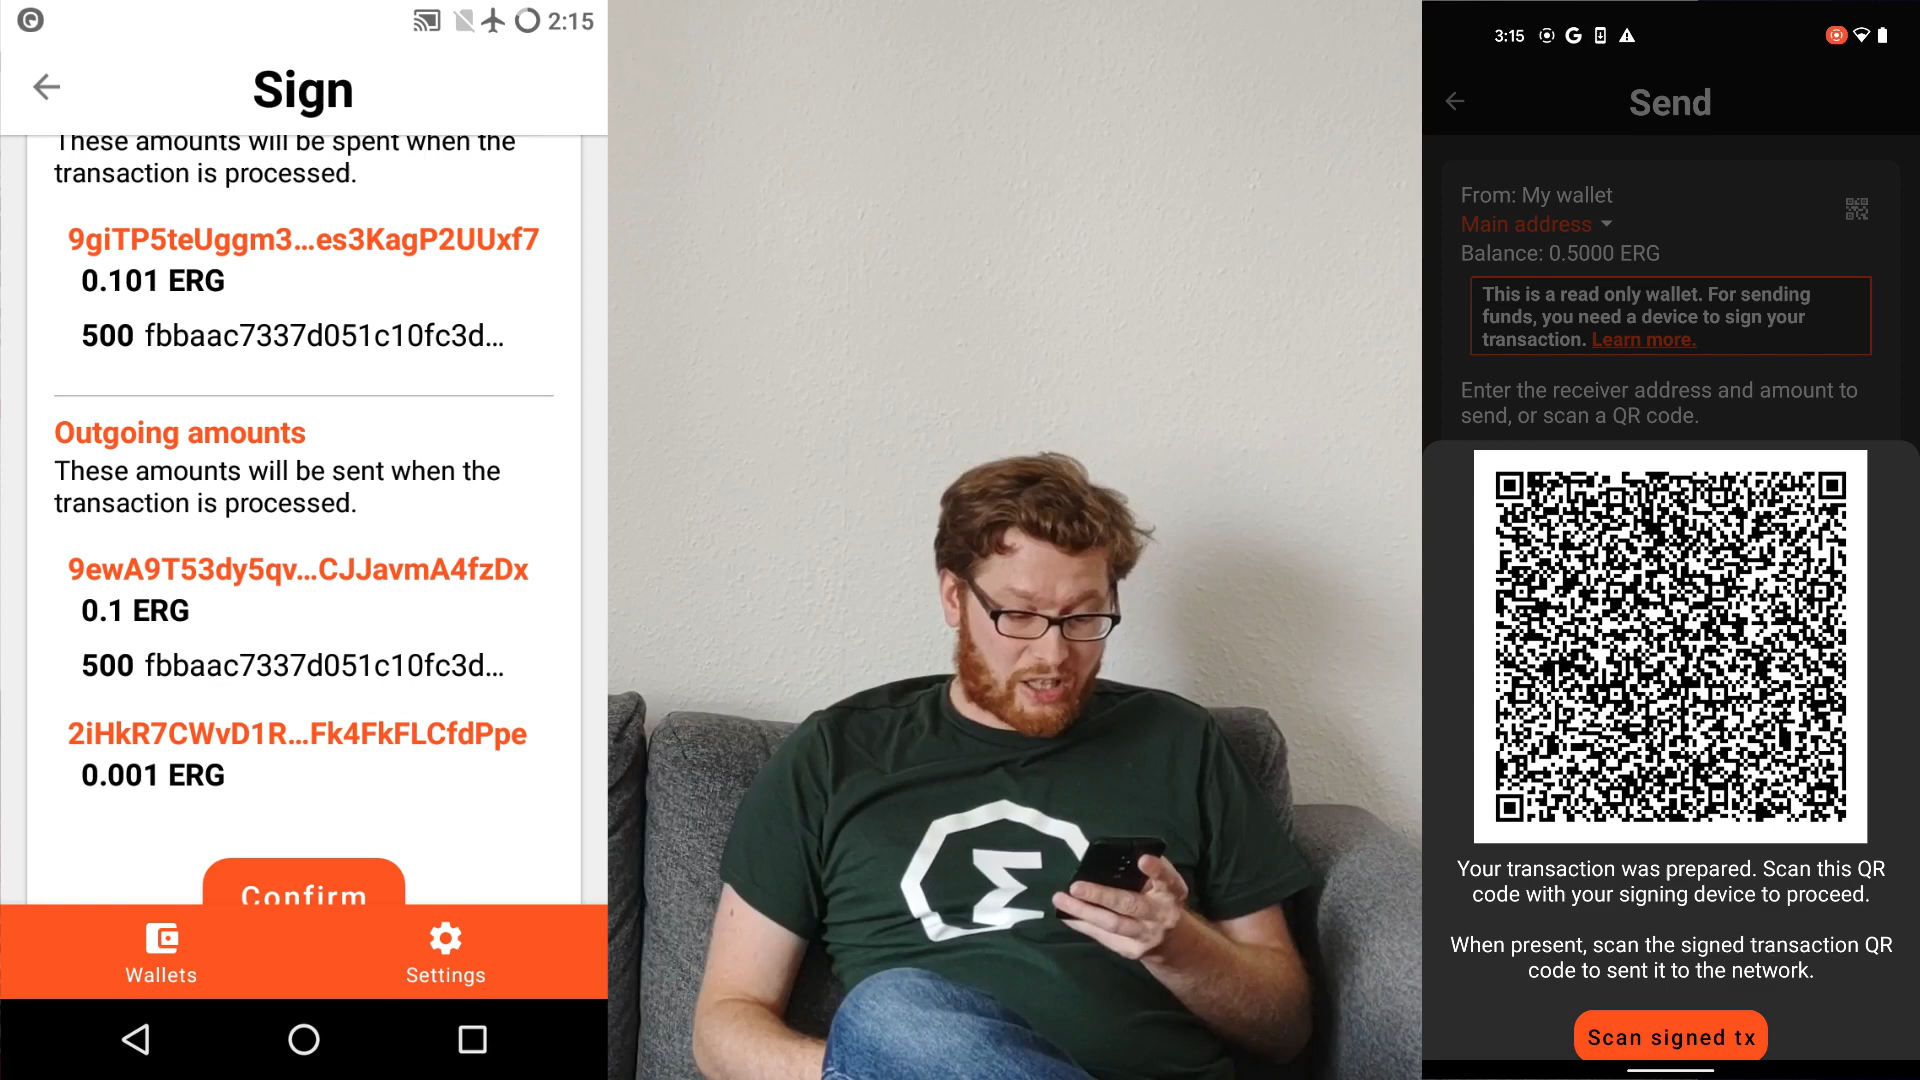 2:15
Sign
These amounts will be spent when the
transaction is processed.
9giTP5teUggm3...es3KagP2UUxf7
0.101 ERG
500 fbbaac7337d051c10fc3d...
Outgoing amounts
These amounts will be sent when the
transaction is processed.
9ewA9T53dy5qv...CJJavmA4fzDx
0.1 ERG
500 fbbaac7337d051c10fc3d...
2iHkR7CWvD1R...Fk4FkFLCfdPpe
0.001 ERG
Confirm
Wallets
Settings
3:15
Send
From: My wallet
Main address
Balance: 0.5000 ERG
This is a read only wallet. For sending
funds, you need a device to sign your
transaction. Learn more.
Enter the receiver address and amount to
send, or scan a QR code.
Your transaction was prepared. Scan this QR
code with your signing device to proceed.
When present, scan the signed transaction QR
code to sent it to the network.
Scan signed tx